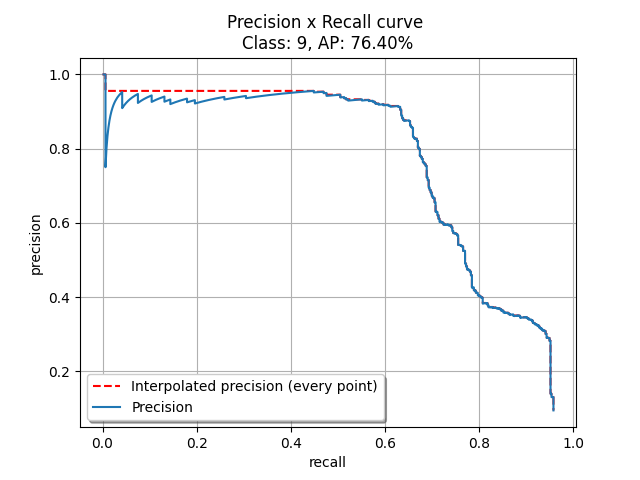 Precision x Recall curve
Class: 9, AP: 76.40%
precision
1.0
0.8
0.6
0.4
0.2
Interpolated precision (every point)
Precision
0.0 0.2 0.4 0.6 0.8 1.0
recall